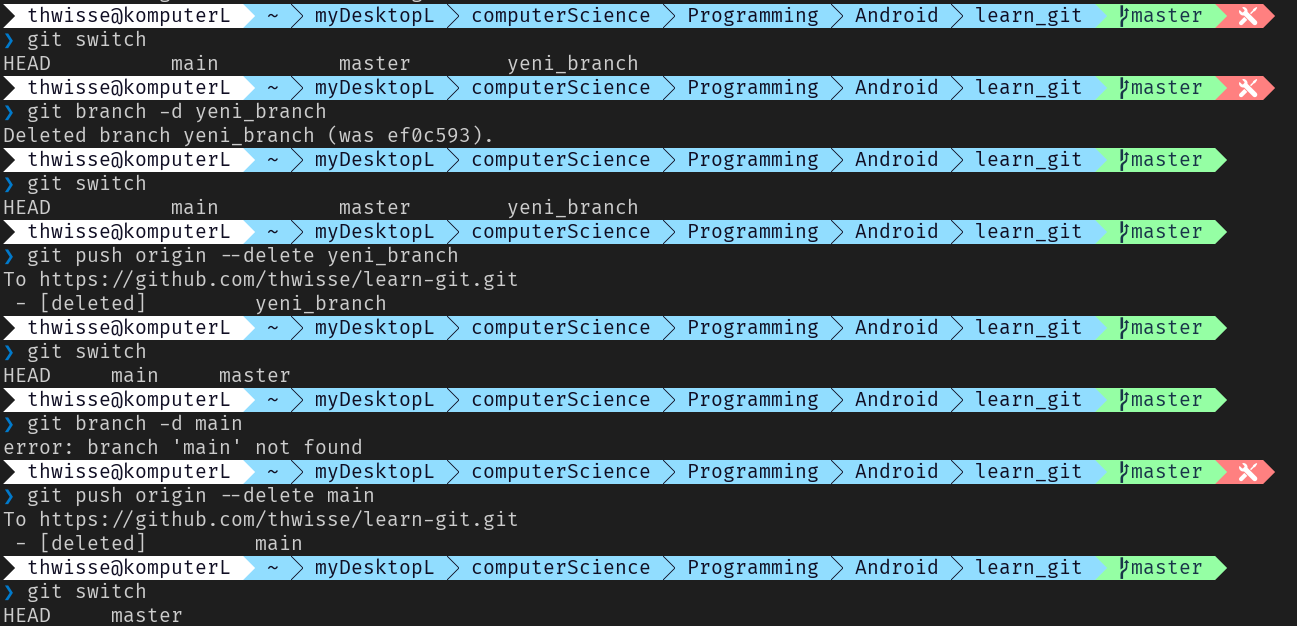 thwisse@komputerL ~ myDesktopL computerScience Programming Android learn_git master
❯ git switch
HEAD main master yeni_branch
thwisse@komputerL ~ myDesktopL computerScience Programming Android learn_git master
❯ git branch -d yeni_branch
Deleted branch yeni_branch (was ef0c593).
thwisse@komputerL ~ myDesktopL computerScience Programming Android learn_git master
❯ git switch
HEAD main master yeni_branch
thwisse@komputerL ~ myDesktopL computerScience Programming Android learn_git master
❯ git push origin --delete yeni_branch
To https://github.com/thwisse/learn-git.git
- [deleted] yeni_branch
thwisse@komputerL ~ myDesktopL computerScience Programming Android learn_git master
❯ git switch
HEAD main master
thwisse@komputerL ~ myDesktopL computerScience Programming Android learn_git master
❯ git branch -d main
error: branch 'main' not found
thwisse@komputerL ~ myDesktopL computerScience Programming Android learn_git master
❯ git push origin --delete main
To https://github.com/thwisse/learn-git.git
- [deleted] main
thwisse@komputerL ~ myDesktopL computerScience Programming Android learn_git master
❯ git switch
HEAD master